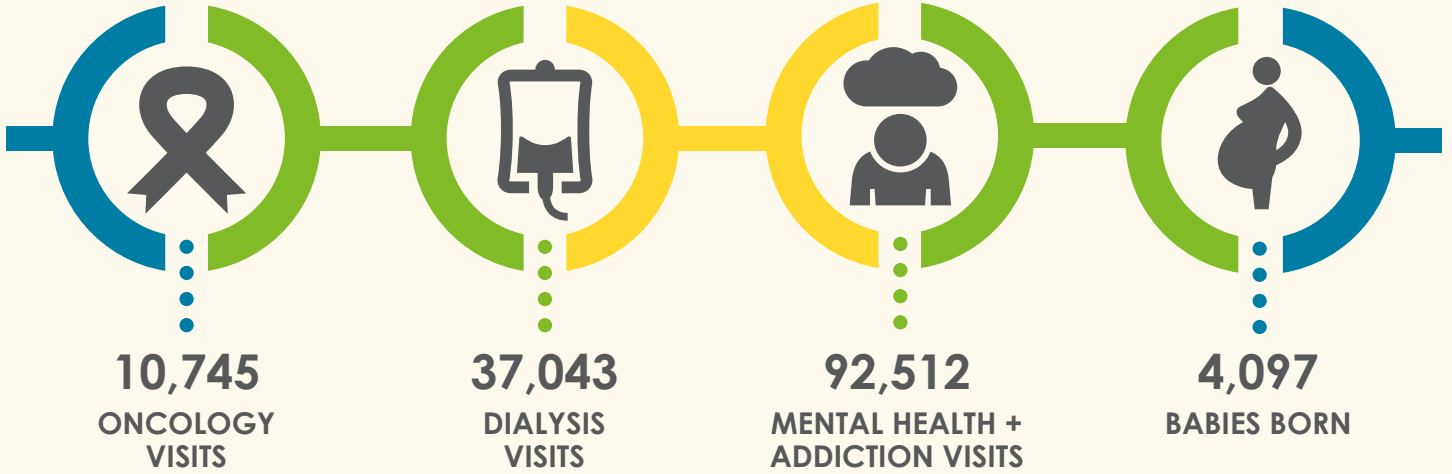 10,745
ONCOLOGY
VISITS
37,043
DIALYSIS
VISITS
92,512
MENTAL HEALTH +
ADDICTION VISITS
4,097
BABIES BORN